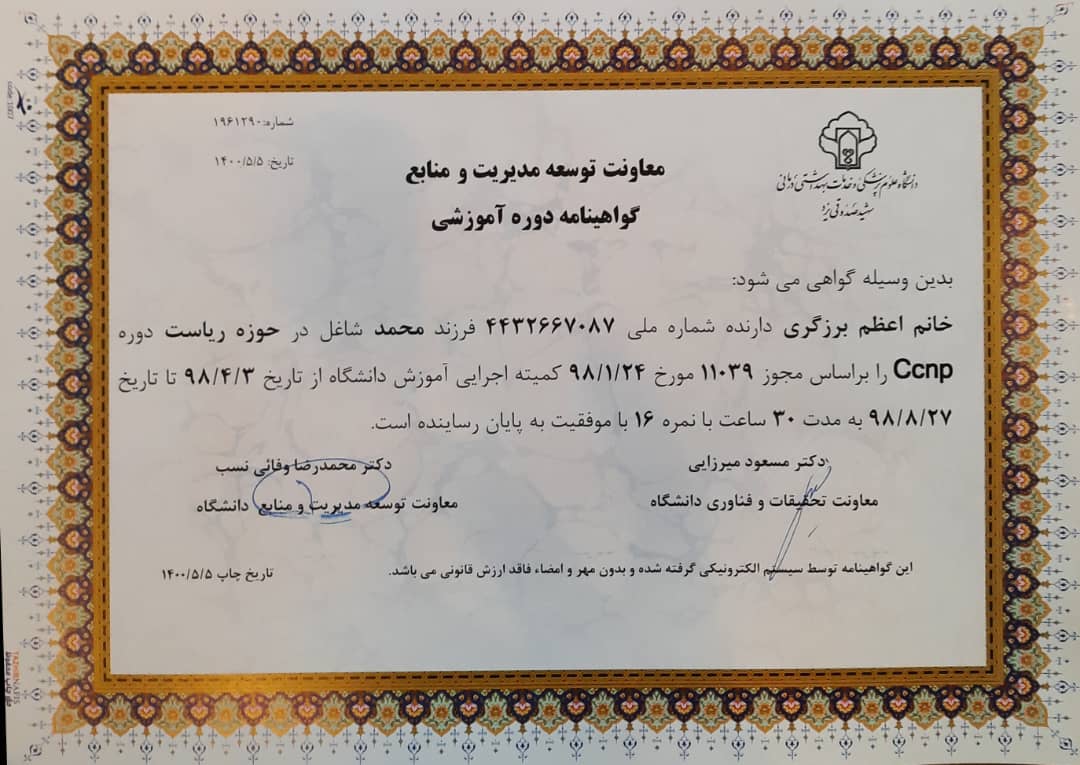 شماره: ۱۹۶۱۲۹۰
تاریخ: ۱۴۰۰/۵/۵
دانشگاه علوم پزشکی و خدمات بهداشتی درمانی
شهید صدوقی یزد
معاونت توسعه مدیریت و منابع
گواهینامه دوره آموزشی
بدین وسیله گواهی می شود:
خانم اعظم برزگری دارنده شماره ملی ۴۴۳۲۶۶۷۰۸۷ فرزند محمد شاغل در حوزه ریاست دوره
Ccnp را براساس مجوز ۱۱۰۳۹ مورخ ۹۸/۱/۲۴ کمیته اجرایی آموزش دانشگاه از تاریخ ۹۸/۴/۳ تا تاریخ
۹۸/۸/۲۷ به مدت ۳۰ ساعت با نمره ۱۶ با موفقیت به پایان رساینده است.
دکتر مسعود میرزایی
معاونت تحقیقات و فناوری دانشگاه
دکتر محمدرضا وفائی نسب
معاونت توسعه مدیریت و منابع دانشگاه
این گواهینامه توسط سیستم الکترونیکی گرفته شده و بدون مهر و امضاء فاقد ارزش قانونی می باشد.
تاریخ چاپ ۱۴۰۰/۵/۵
code 1007